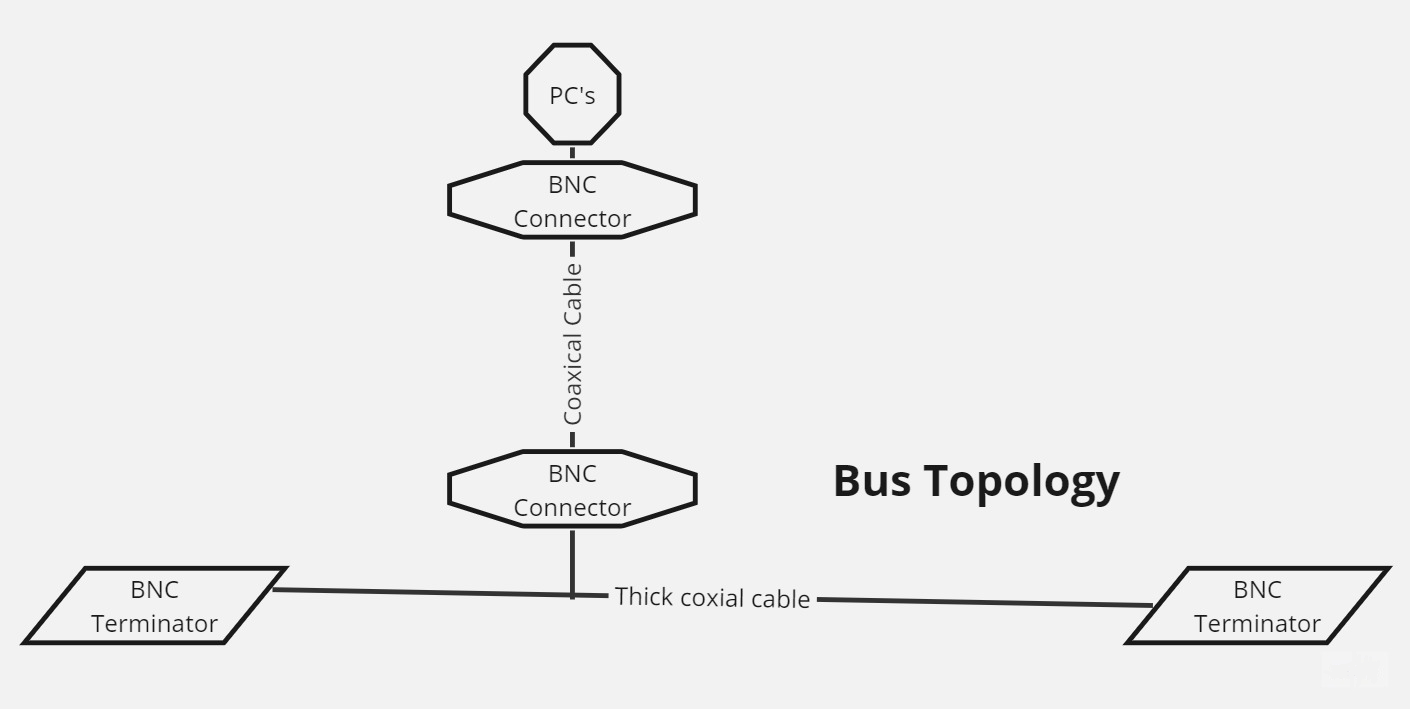 PC's
BNC
Connector
Coaxical Cable
BNC
Connector
Bus Topology
BNC
Terminator
Thick coxial cable
BNC
Terminator